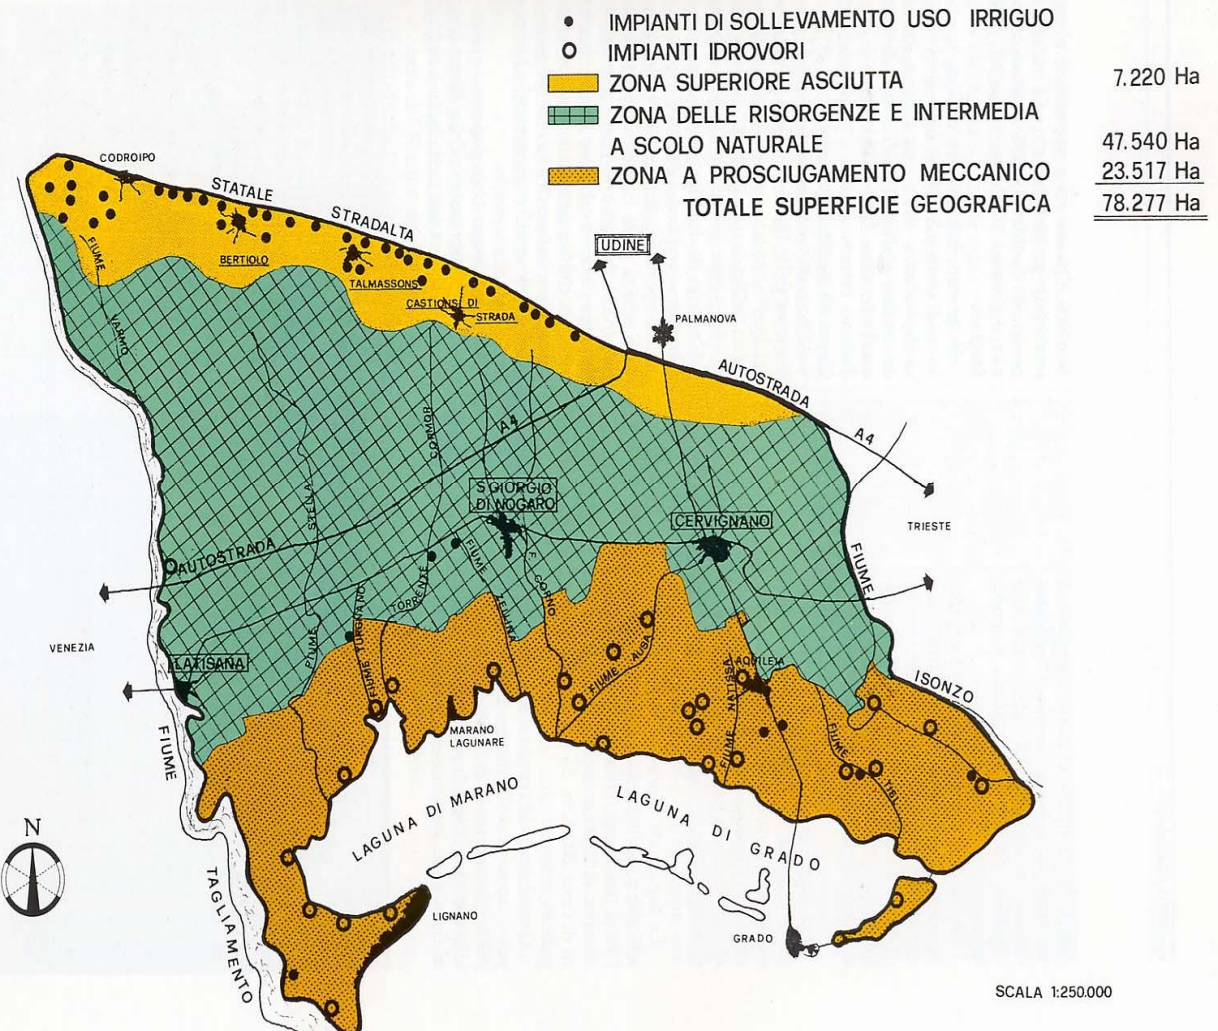 IMPIANTI DI SOLLEVAMENTO USO IRRIGUO
IMPIANTI IDROVORI
ZONA SUPERIORE ASCIUTTA 7.220 Ha
ZONA DELLE RISORGENZE E INTERMEDIA
A SCOLO NATURALE 47.540 Ha
ZONA A PROSCIUGAMENTO MECCANICO 23.517 Ha
TOTALE SUPERFICIE GEOGRAFICA 78.277 Ha
CODROIPO
STATALE
STRADALTA
UDINE
FIUME
BERTIOLO
TALMASSONS
CASTIONS DI
STRADA
PALMANOVA
VARMO
AUTOSTRADA
CORMOR
A4
A4
S.GIORGIO
DI NOGARO
STELLA
CERVIGNANO
TRIESTE
AUTOSTRADA
FIUME
FIUME
F. CORNO
TORRENTE
ZELLINA
FIUME TURGNANO
FIUME
VENEZIA
LATISANA
FIUME AUSA
NATISSA
AQUILEIA
ISONZO
FIUME
MARANO
LAGUNARE
FIUME
FIUME
TIEL
LAGUNA DI MARANO
LAGUNA DI GRADO
N
TAGLIAMENTO
LIGNANO
GRADO
SCALA 1:250.000